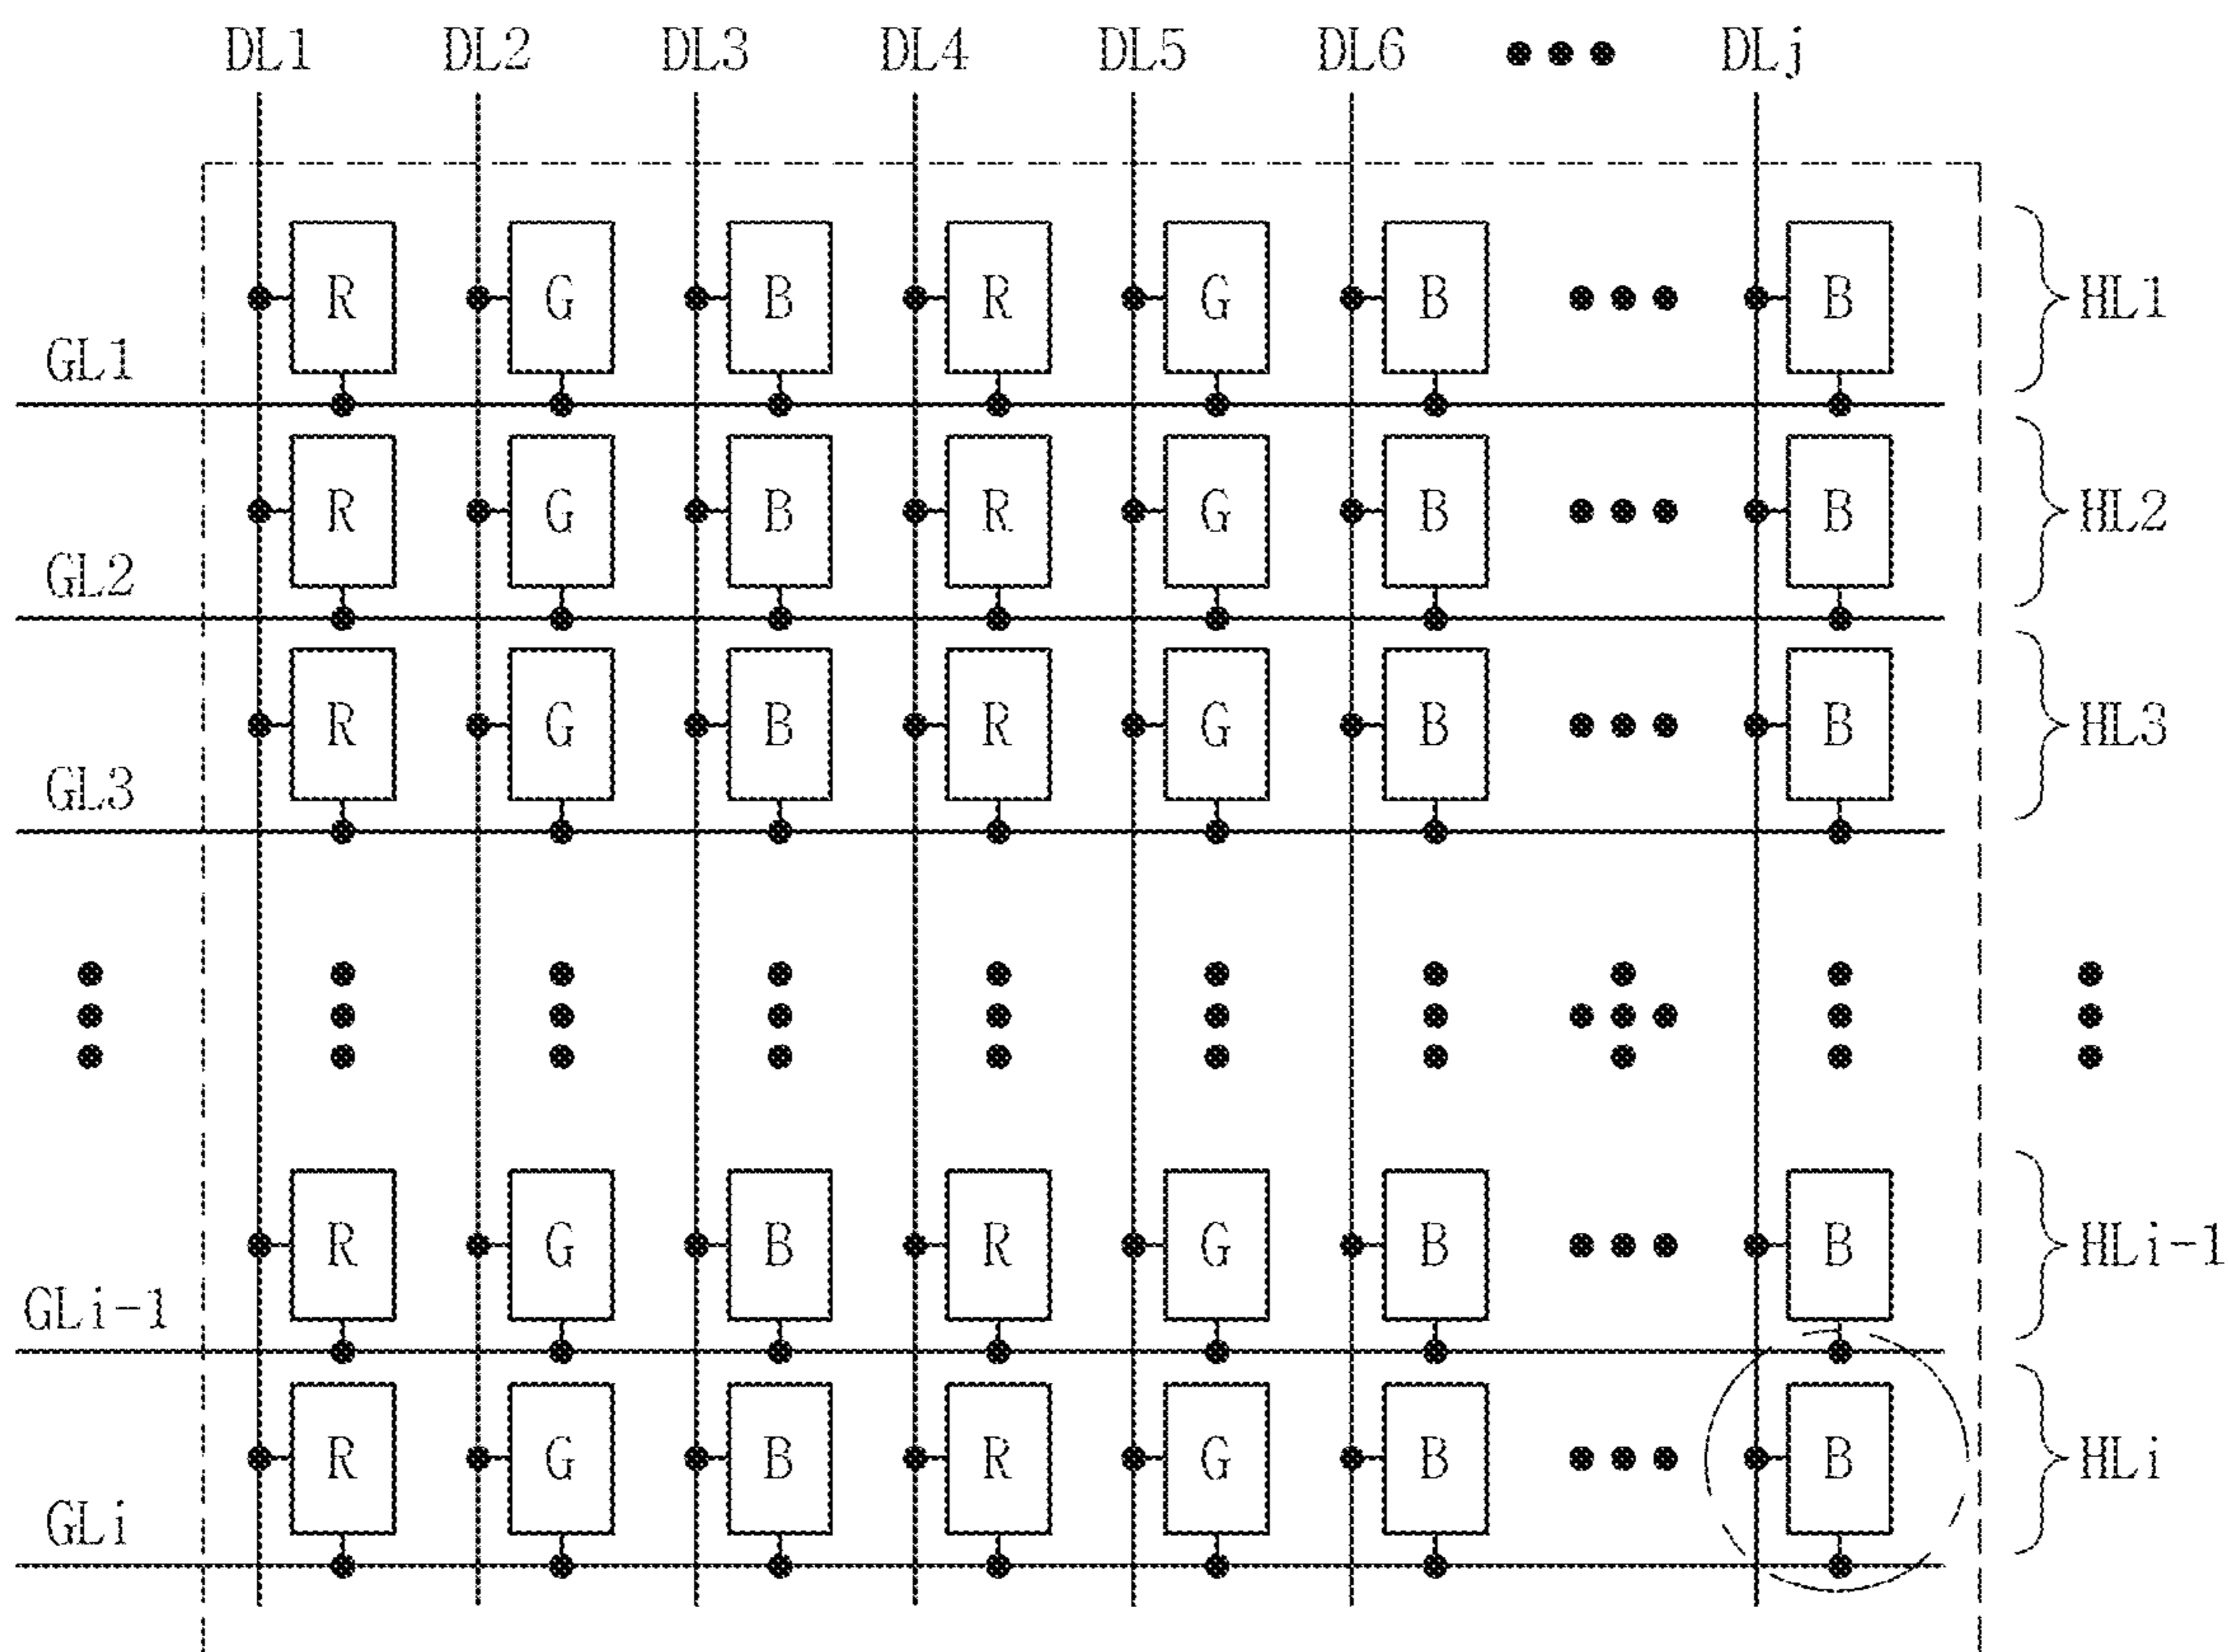 DL1 DL2 DL3 DL4 DL5 DL6 DLj
R G B R G B B HL1
GL1
R G B R G B B HL2
GL2
R G B R G B B HL3
GL3
R G B R G B B HLi-1
GLi-1
R G B R G B B HLi
GLi